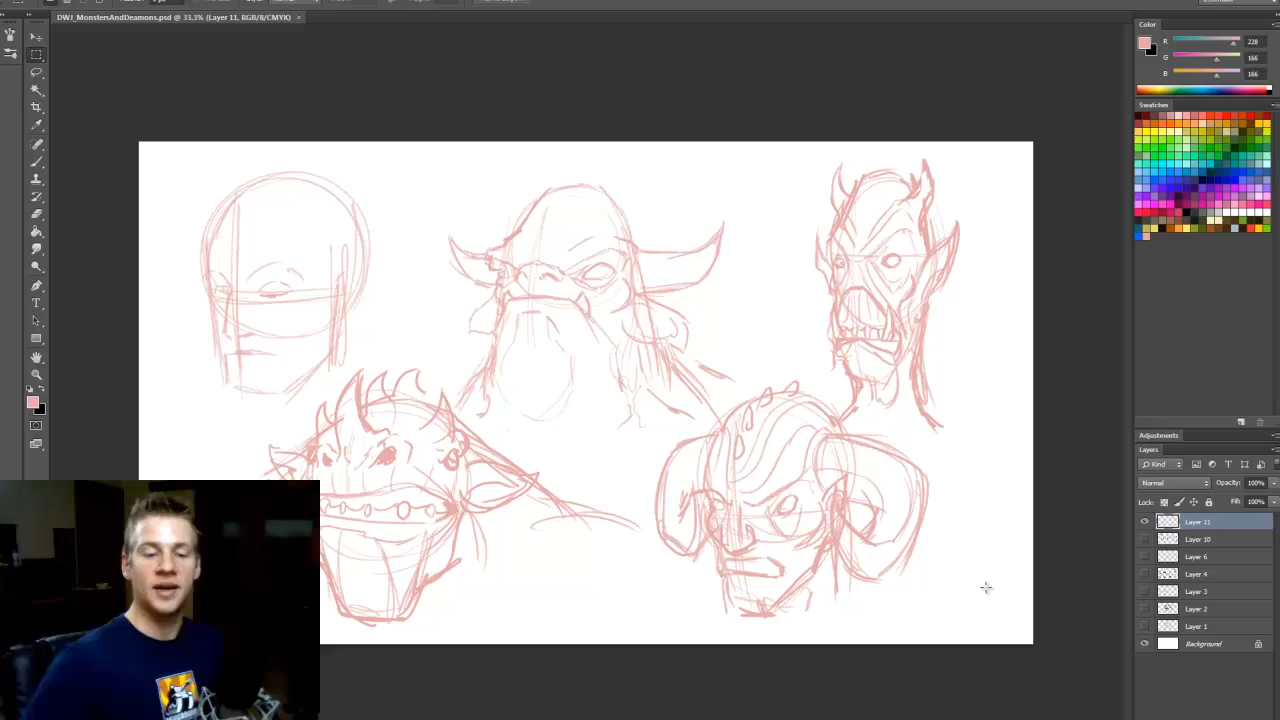 DWJ_MonstersAndDeamons.psd @ 33.3% (Layer 11, RGB/8/CMYK) ×
Color
R 228
G 166
B 166
Swatches
Adjustments
Layers
Kind
Normal Opacity: 100%
Lock: Fill: 100%
Layer 11
Layer 10
Layer 6
Layer 4
Layer 3
Layer 2
Layer 1
Background